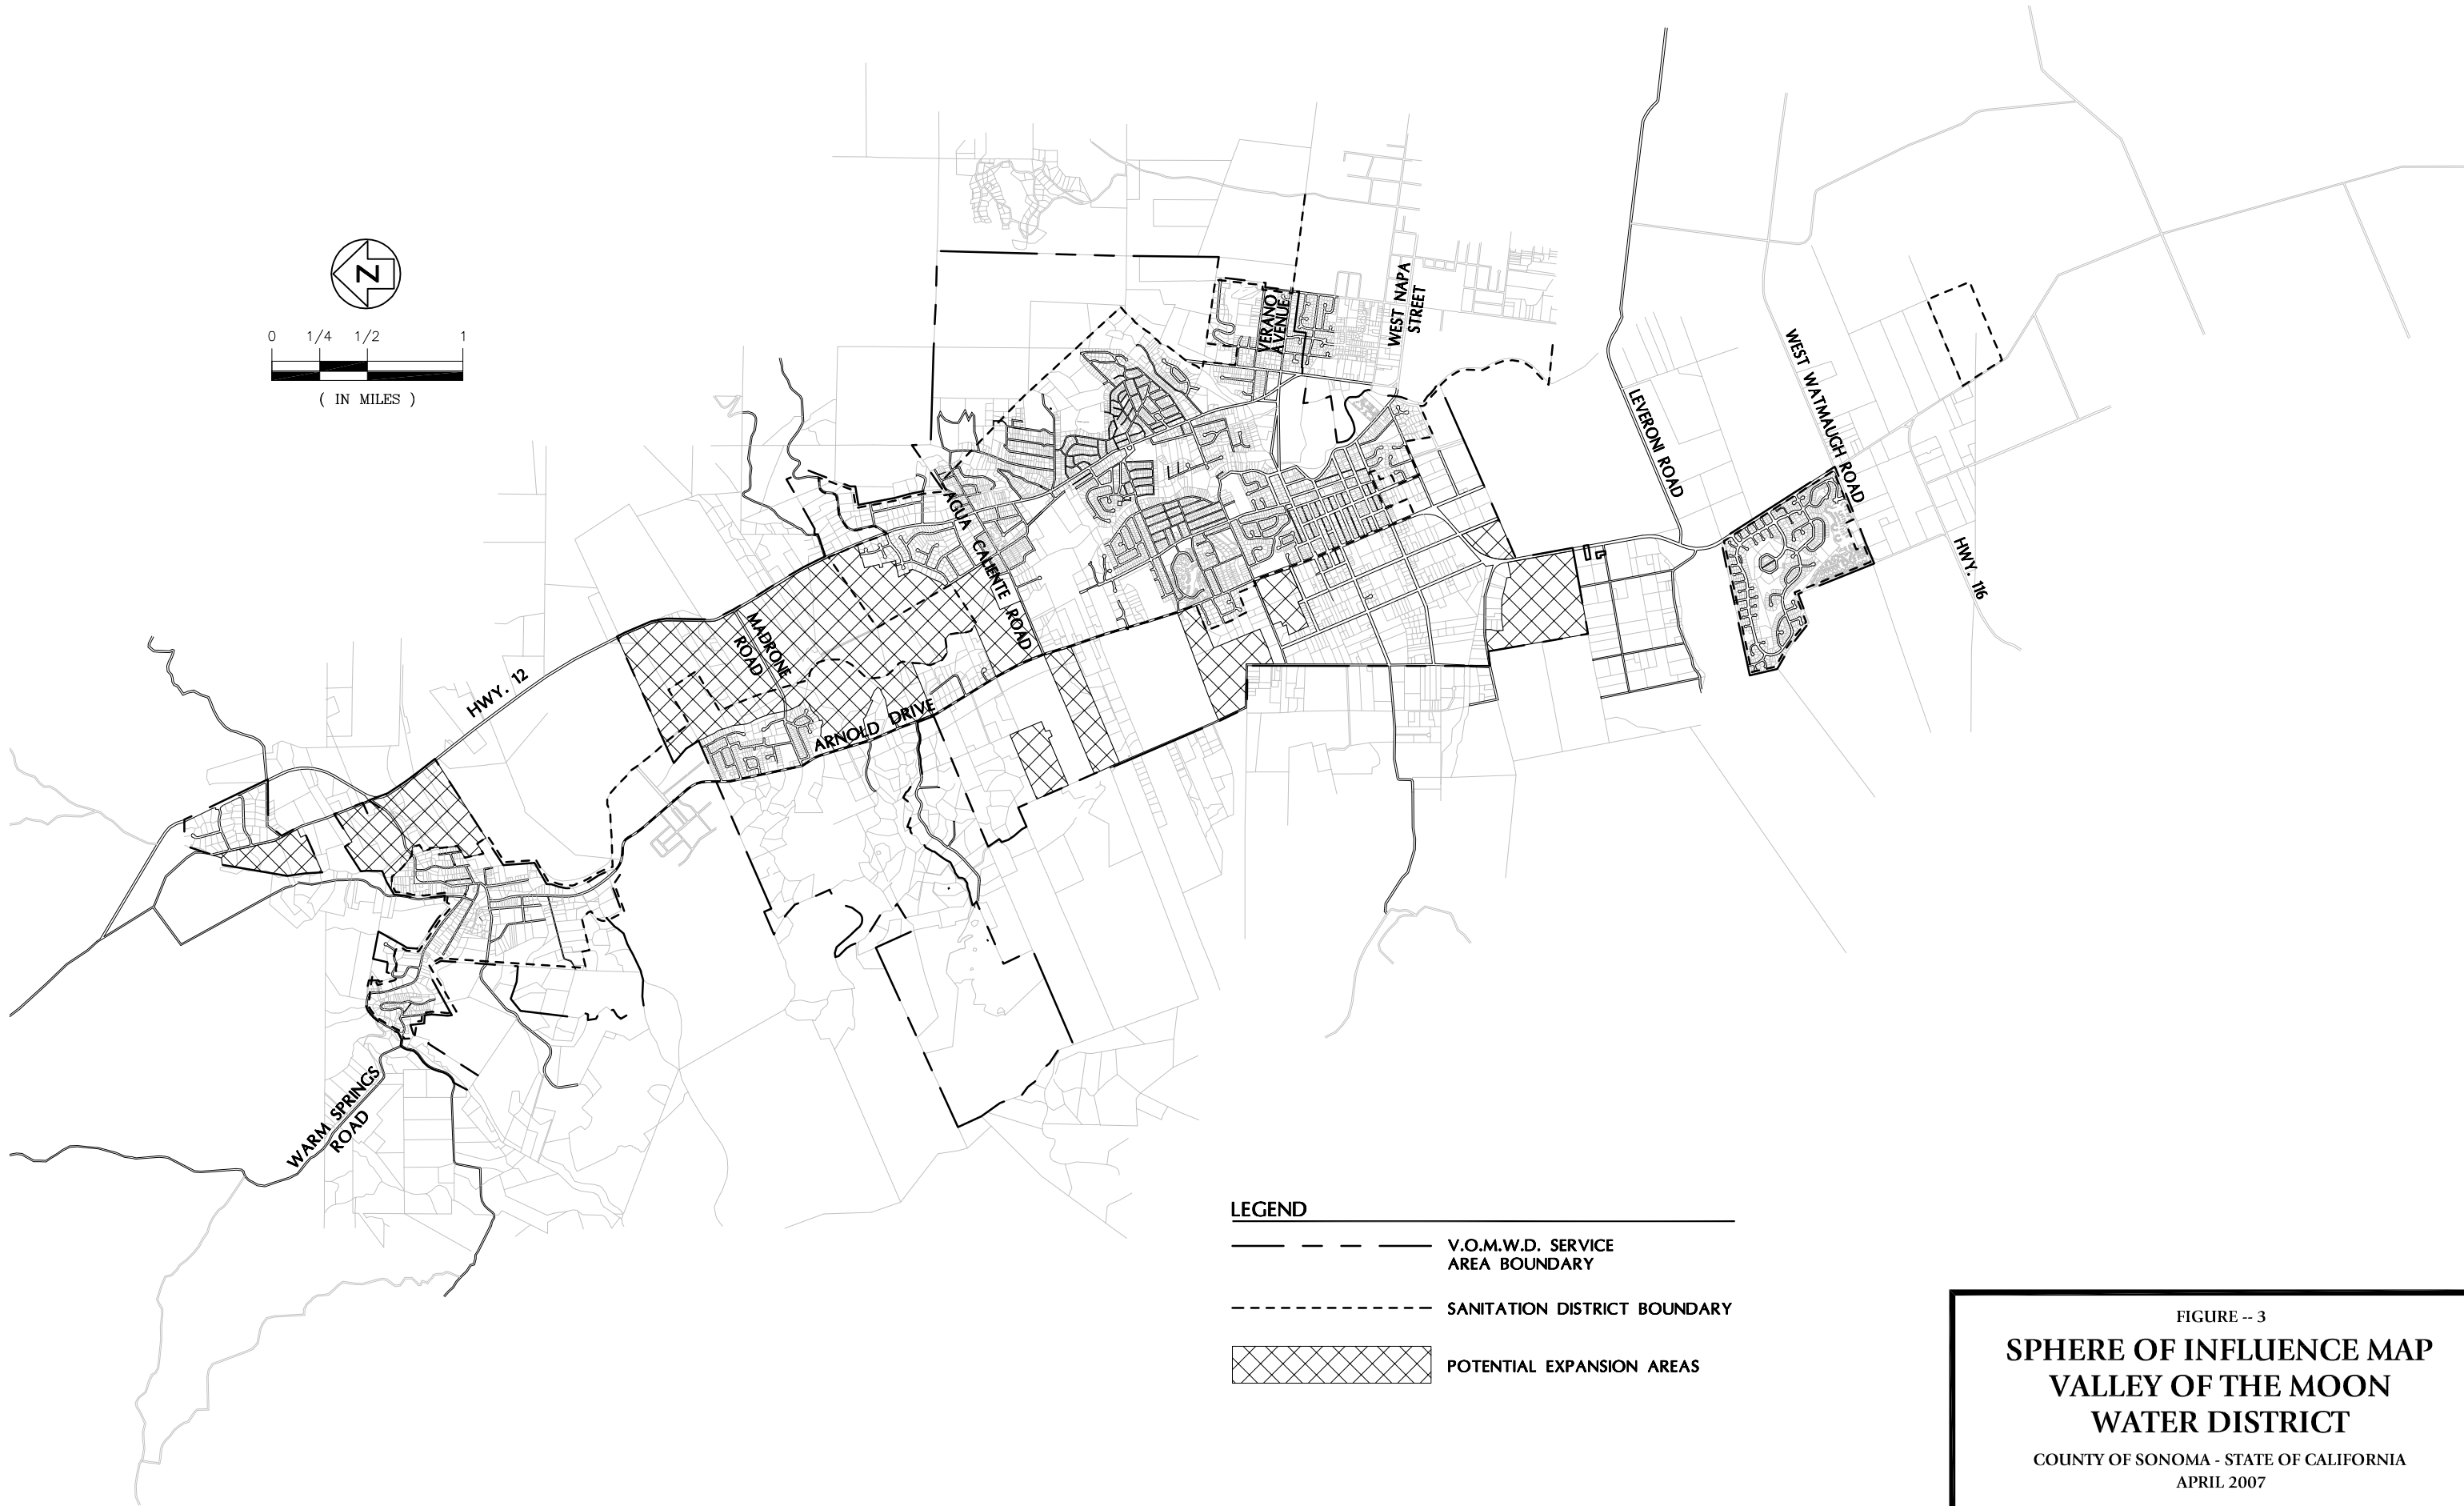 N
0 1/4 1/2 1
( IN MILES )
VERANO
AVENUE
WEST NAPA
STREET
LEVERONI ROAD
WEST WATMAUGH ROAD
HWY. 116
AGUA CALIENTE ROAD
MADRONE
ROAD
ARNOLD DRIVE
HWY. 12
WARM SPRINGS
ROAD
LEGEND
V.O.M.W.D. SERVICE
AREA BOUNDARY
SANITATION DISTRICT BOUNDARY
POTENTIAL EXPANSION AREAS
FIGURE -- 3
SPHERE OF INFLUENCE MAP
VALLEY OF THE MOON
WATER DISTRICT
COUNTY OF SONOMA - STATE OF CALIFORNIA
APRIL 2007